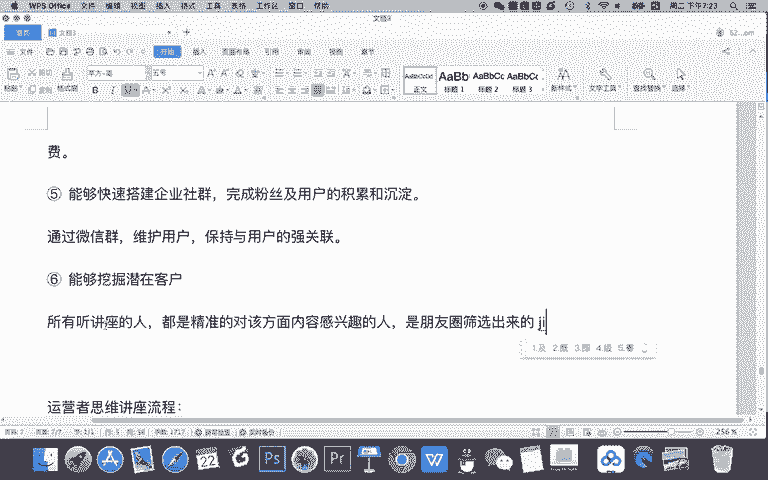 WPS Office 文件 编辑 视图 插入 格式 工具 表格 工作区 窗口 帮助
周二 下午7:23
文稿3
首页 文稿3
文件 开始 插入 页面布局 引用 审阅 视图 章节
粘贴 剪切 复制 格式刷
五号
AaBbCcDd AaBb AaBbCc AaBbCc
正文 标题 1 标题 2 标题 3 新样式 文字工具 查找替换 选择
费。
⑤ 能够快速搭建企业社群，完成粉丝及用户的积累和沉淀。
通过微信群，维护用户，保持与用户的强关联。
⑥ 能够挖掘潜在客户
所有听讲座的人，都是精准的对该方面内容感兴趣的人，是朋友圈筛选出来的 ji
1.及 2.既 3.即 4.级
运营者思维讲座流程：
256 %
22
Ps Pr